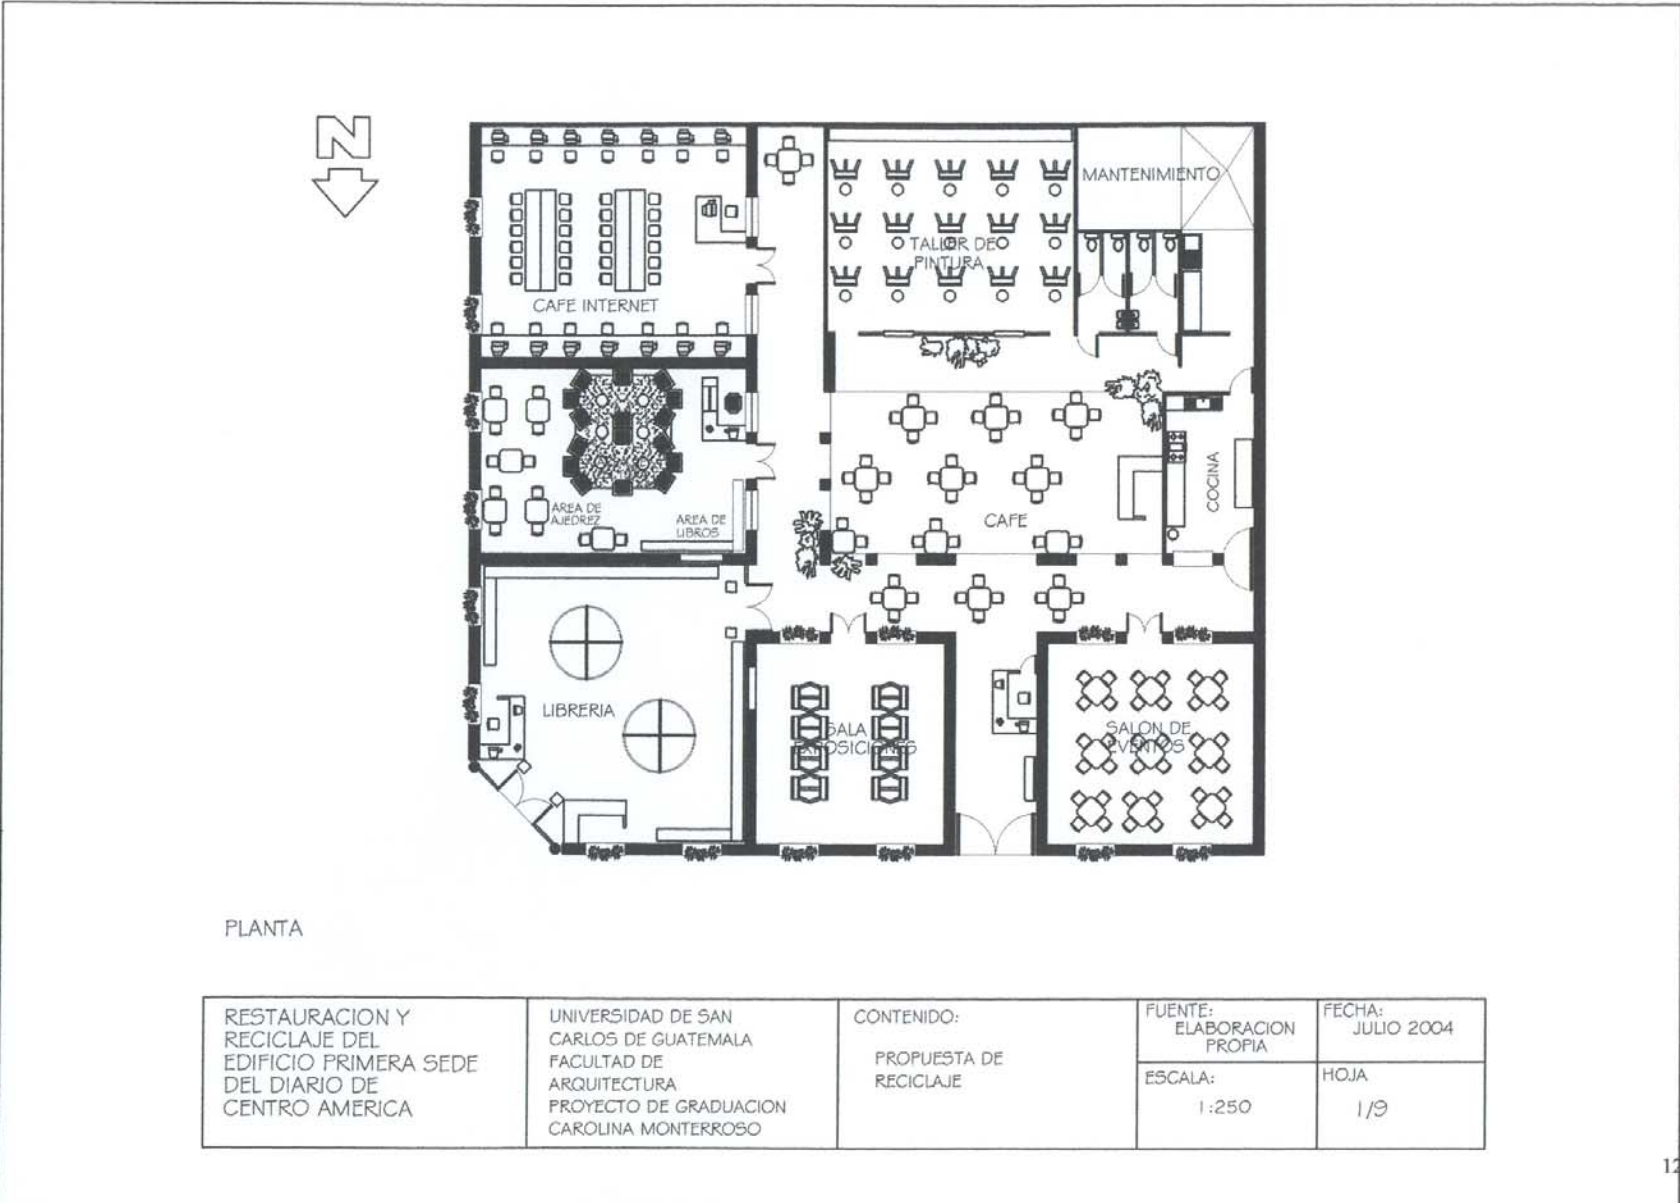 N
MANTENIMIENTO
TALLER DE
PINTURA
CAFE INTERNET
AREA DE
AJEDREZ
AREA DE
LIBROS
CAFE
COCINA
LIBRERIA
SALA
EXPOSICIONES
SALON DE
EVENTOS
PLANTA
RESTAURACION Y
RECICLAJE DEL
EDIFICIO PRIMERA SEDE
DEL DIARIO DE
CENTRO AMERICA
UNIVERSIDAD DE SAN
CARLOS DE GUATEMALA
FACULTAD DE
ARQUITECTURA
PROYECTO DE GRADUACION
CAROLINA MONTERROSO
CONTENIDO:
PROPUESTA DE
RECICLAJE
FUENTE:
ELABORACION
PROPIA
FECHA:
JULIO 2004
ESCALA:
1:250
HOJA
1/9